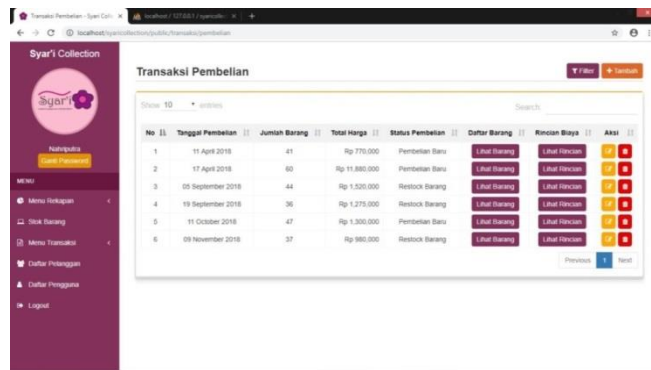 Transaksi Pembelian - Syari Coll
localhost / 127.0.0.1 / syaricolle
localhost/syaricollection/public/transaksi/pembelian
Syar'i Collection
Syar'i
Nahriputra
Ganti Password
MENU
Menu Rekapan
Stok Barang
Menu Transaksi
Daftar Pelanggan
Daftar Pengguna
Logout
Transaksi Pembelian
Filter
Tambah
Show 10 entries
Search:
No Tanggal Pembelian Jumlah Barang Total Harga Status Pembelian Daftar Barang Rincian Biaya Aksi
1 11 April 2018 41 Rp 770,000 Pembelian Baru Lihat Barang Lihat Rincian
2 17 April 2018 60 Rp 11,880,000 Pembelian Baru Lihat Barang Lihat Rincian
3 05 September 2018 44 Rp 1,520,000 Restock Barang Lihat Barang Lihat Rincian
4 19 September 2018 36 Rp 1,275,000 Restock Barang Lihat Barang Lihat Rincian
5 11 October 2018 47 Rp 1,300,000 Pembelian Baru Lihat Barang Lihat Rincian
6 09 November 2018 37 Rp 980,000 Restock Barang Lihat Barang Lihat Rincian
Previous 1 Next